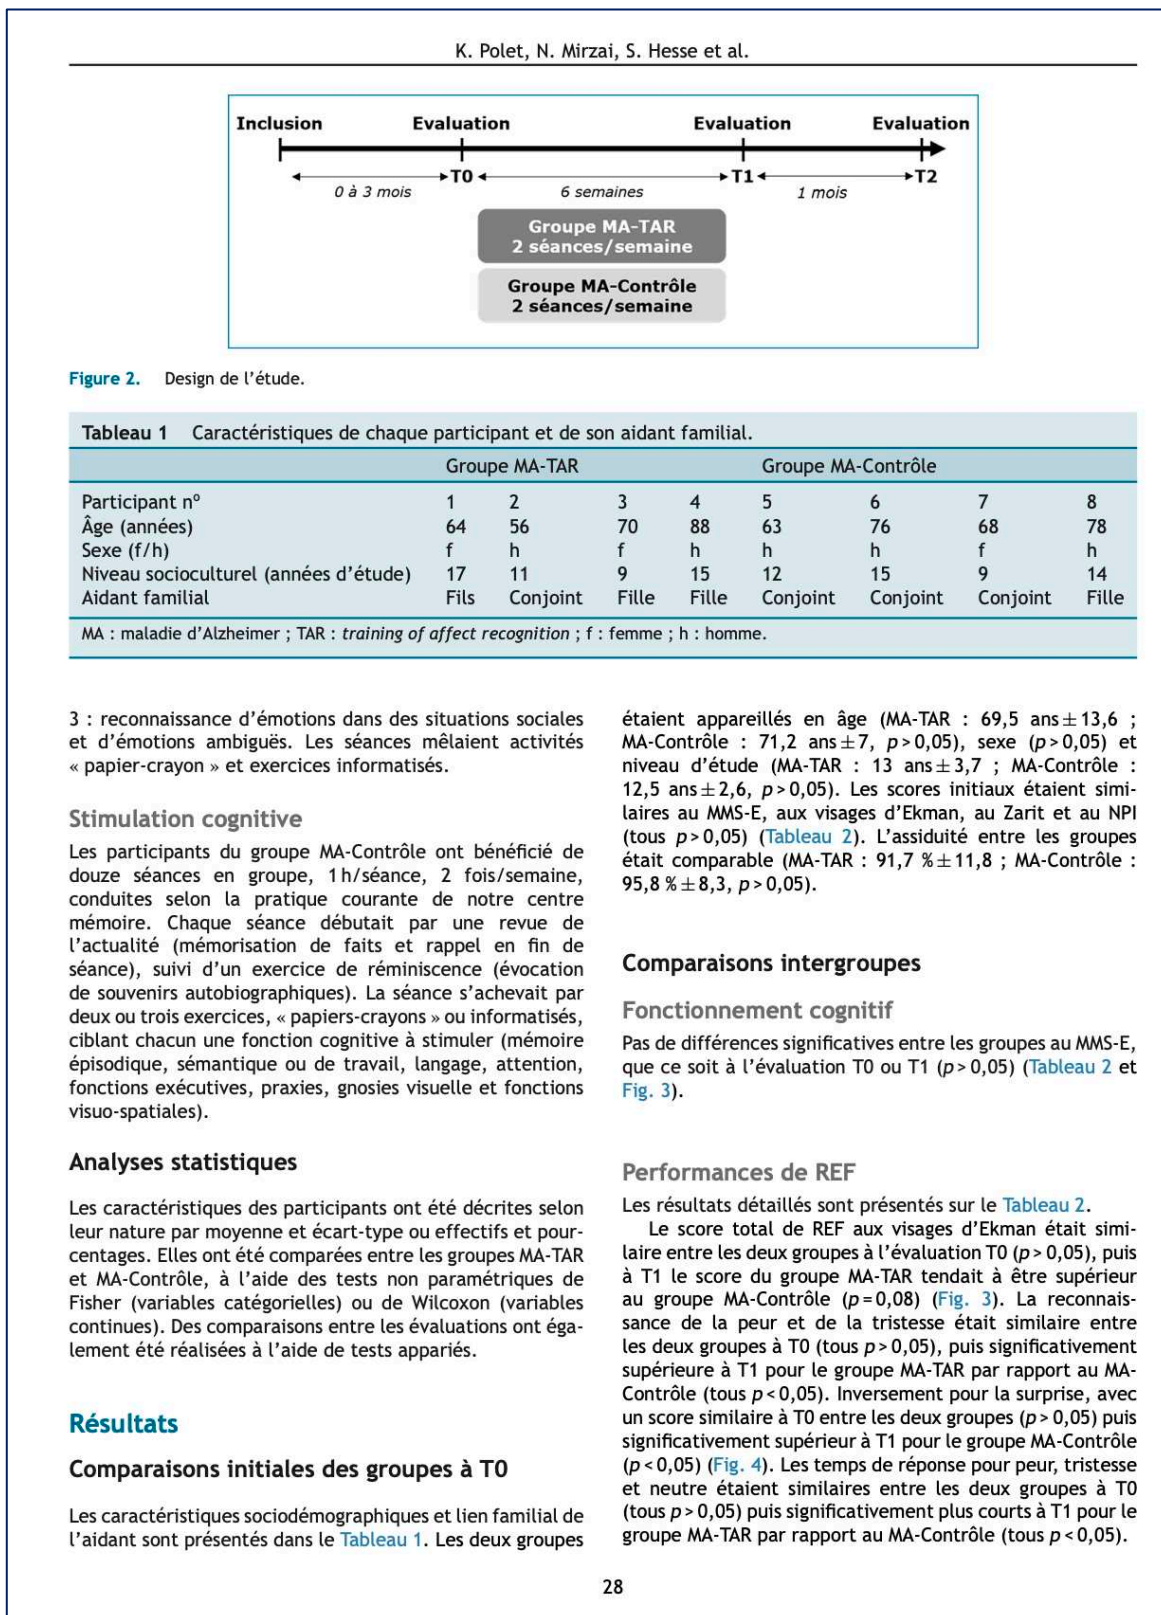 K. Polet, N. Mirzai, S. Hesse et al.
Inclusion Evaluation Evaluation Evaluation
T0 T1 T2
0 à 3 mois 6 semaines 1 mois
Groupe MA-TAR
2 séances/semaine
Groupe MA-Contrôle
2 séances/semaine
Figure 2. Design de l'étude.
Tableau 1 Caractéristiques de chaque participant et de son aidant familial.
Groupe MA-TAR Groupe MA-Contrôle
Participant nº 1 2 3 4 5 6 7 8
Âge (années) 64 56 70 88 63 76 68 78
Sexe (f/h) f h f h h h f h
Niveau socioculturel (années d'étude) 17 11 9 15 12 15 9 14
Aidant familial Fils Conjoint Fille Fille Conjoint Conjoint Conjoint Fille
MA : maladie d'Alzheimer ; TAR : training of affect recognition ; f : femme ; h : homme.
3 : reconnaissance d'émotions dans des situations sociales
et d'émotions ambiguës. Les séances mêlaient activités
« papier-crayon » et exercices informatisés.
Stimulation cognitive
Les participants du groupe MA-Contrôle ont bénéficié de
douze séances en groupe, 1 h/séance, 2 fois/semaine,
conduites selon la pratique courante de notre centre
mémoire. Chaque séance débutait par une revue de
l'actualité (mémorisation de faits et rappel en fin de
séance), suivi d'un exercice de réminiscence (évocation
de souvenirs autobiographiques). La séance s'achevait par
deux ou trois exercices, « papiers-crayons » ou informatisés,
ciblant chacun une fonction cognitive à stimuler (mémoire
épisodique, sémantique ou de travail, langage, attention,
fonctions exécutives, praxies, gnosies visuelle et fonctions
visuo-spatiales).
Analyses statistiques
Les caractéristiques des participants ont été décrites selon
leur nature par moyenne et écart-type ou effectifs et pour-
centages. Elles ont été comparées entre les groupes MA-TAR
et MA-Contrôle, à l'aide des tests non paramétriques de
Fisher (variables catégorielles) ou de Wilcoxon (variables
continues). Des comparaisons entre les évaluations ont éga-
lement été réalisées à l'aide de tests appariés.
Résultats
Comparaisons initiales des groupes à T0
Les caractéristiques sociodémographiques et lien familial de
l'aidant sont présentés dans le Tableau 1. Les deux groupes
étaient appareillés en âge (MA-TAR : 69,5 ans ± 13,6 ;
MA-Contrôle : 71,2 ans ± 7, p > 0,05), sexe (p > 0,05) et
niveau d'étude (MA-TAR : 13 ans ± 3,7 ; MA-Contrôle :
12,5 ans ± 2,6, p > 0,05). Les scores initiaux étaient simi-
laires au MMS-E, aux visages d'Ekman, au Zarit et au NPI
(tous p > 0,05) (Tableau 2). L'assiduité entre les groupes
était comparable (MA-TAR : 91,7 % ± 11,8 ; MA-Contrôle :
95,8 % ± 8,3, p > 0,05).
Comparaisons intergroupes
Fonctionnement cognitif
Pas de différences significatives entre les groupes au MMS-E,
que ce soit à l'évaluation T0 ou T1 (p > 0,05) (Tableau 2 et
Fig. 3).
Performances de REF
Les résultats détaillés sont présentés sur le Tableau 2.
Le score total de REF aux visages d'Ekman était simi-
laire entre les deux groupes à l'évaluation T0 (p > 0,05), puis
à T1 le score du groupe MA-TAR tendait à être supérieur
au groupe MA-Contrôle (p = 0,08) (Fig. 3). La reconnais-
sance de la peur et de la tristesse était similaire entre
les deux groupes à T0 (tous p > 0,05), puis significativement
supérieure à T1 pour le groupe MA-TAR par rapport au MA-
Contrôle (tous p < 0,05). Inversement pour la surprise, avec
un score similaire à T0 entre les deux groupes (p > 0,05) puis
significativement supérieur à T1 pour le groupe MA-Contrôle
(p < 0,05) (Fig. 4). Les temps de réponse pour peur, tristesse
et neutre étaient similaires entre les deux groupes à T0
(tous p > 0,05) puis significativement plus courts à T1 pour le
groupe MA-TAR par rapport au MA-Contrôle (tous p < 0,05).
28